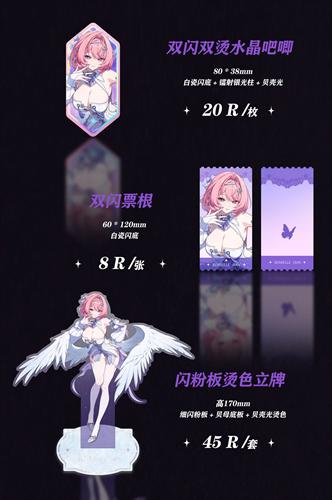 双闪双烫水晶吧唧
80 * 38mm
白瓷闪底 + 镭射银光柱 + 贝壳光
20 R /枚
双闪票根
60 * 120mm
白瓷闪底
8 R /张
闪粉板烫色立牌
高170mm
细闪粉板 + 贝母底板 + 贝壳光烫色
45 R /套